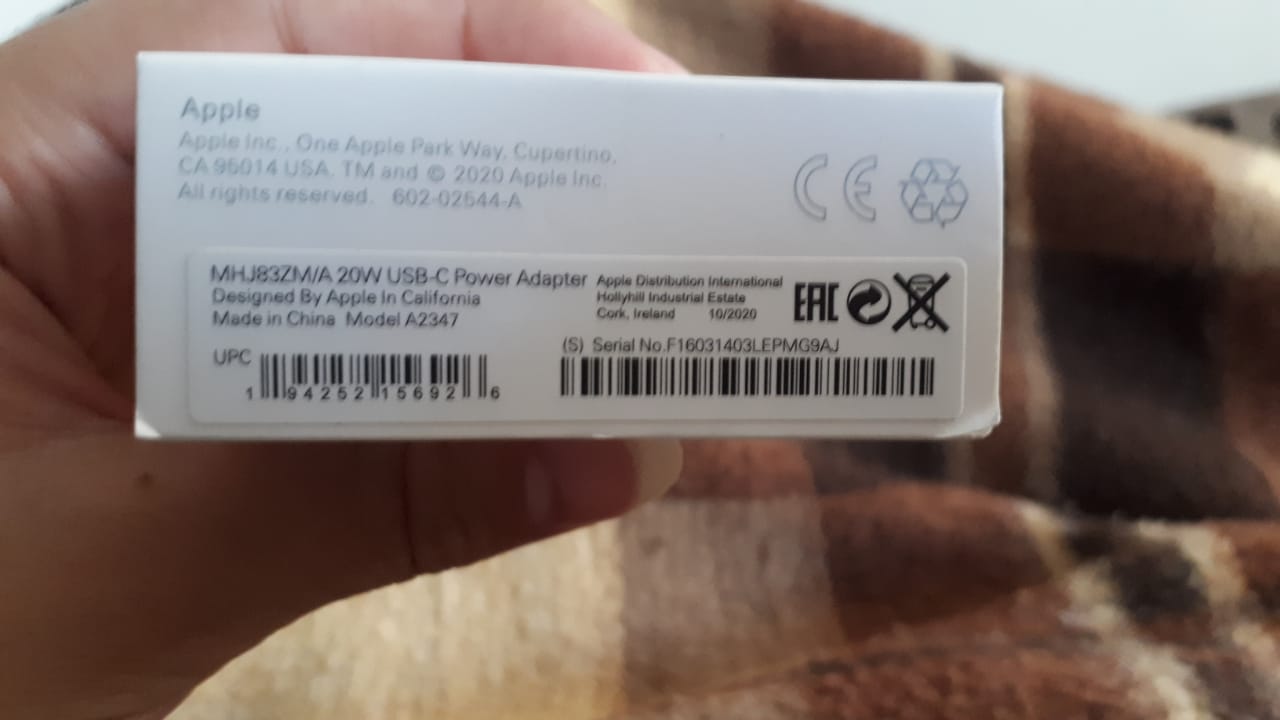 Apple
Apple Inc., One Apple Park Way, Cupertino,
CA 95014 USA. TM and © 2020 Apple Inc.
All rights reserved. 602-02544-A
CE
MHJ83ZM/A 20W USB-C Power Adapter
Designed By Apple In California
Made in China Model A2347
Apple Distribution International
Hollyhill Industrial Estate
Cork, Ireland 10/2020
EAC
UPC
1 94252 15692 6
(S) Serial No.F16031403LEPMG9AJ